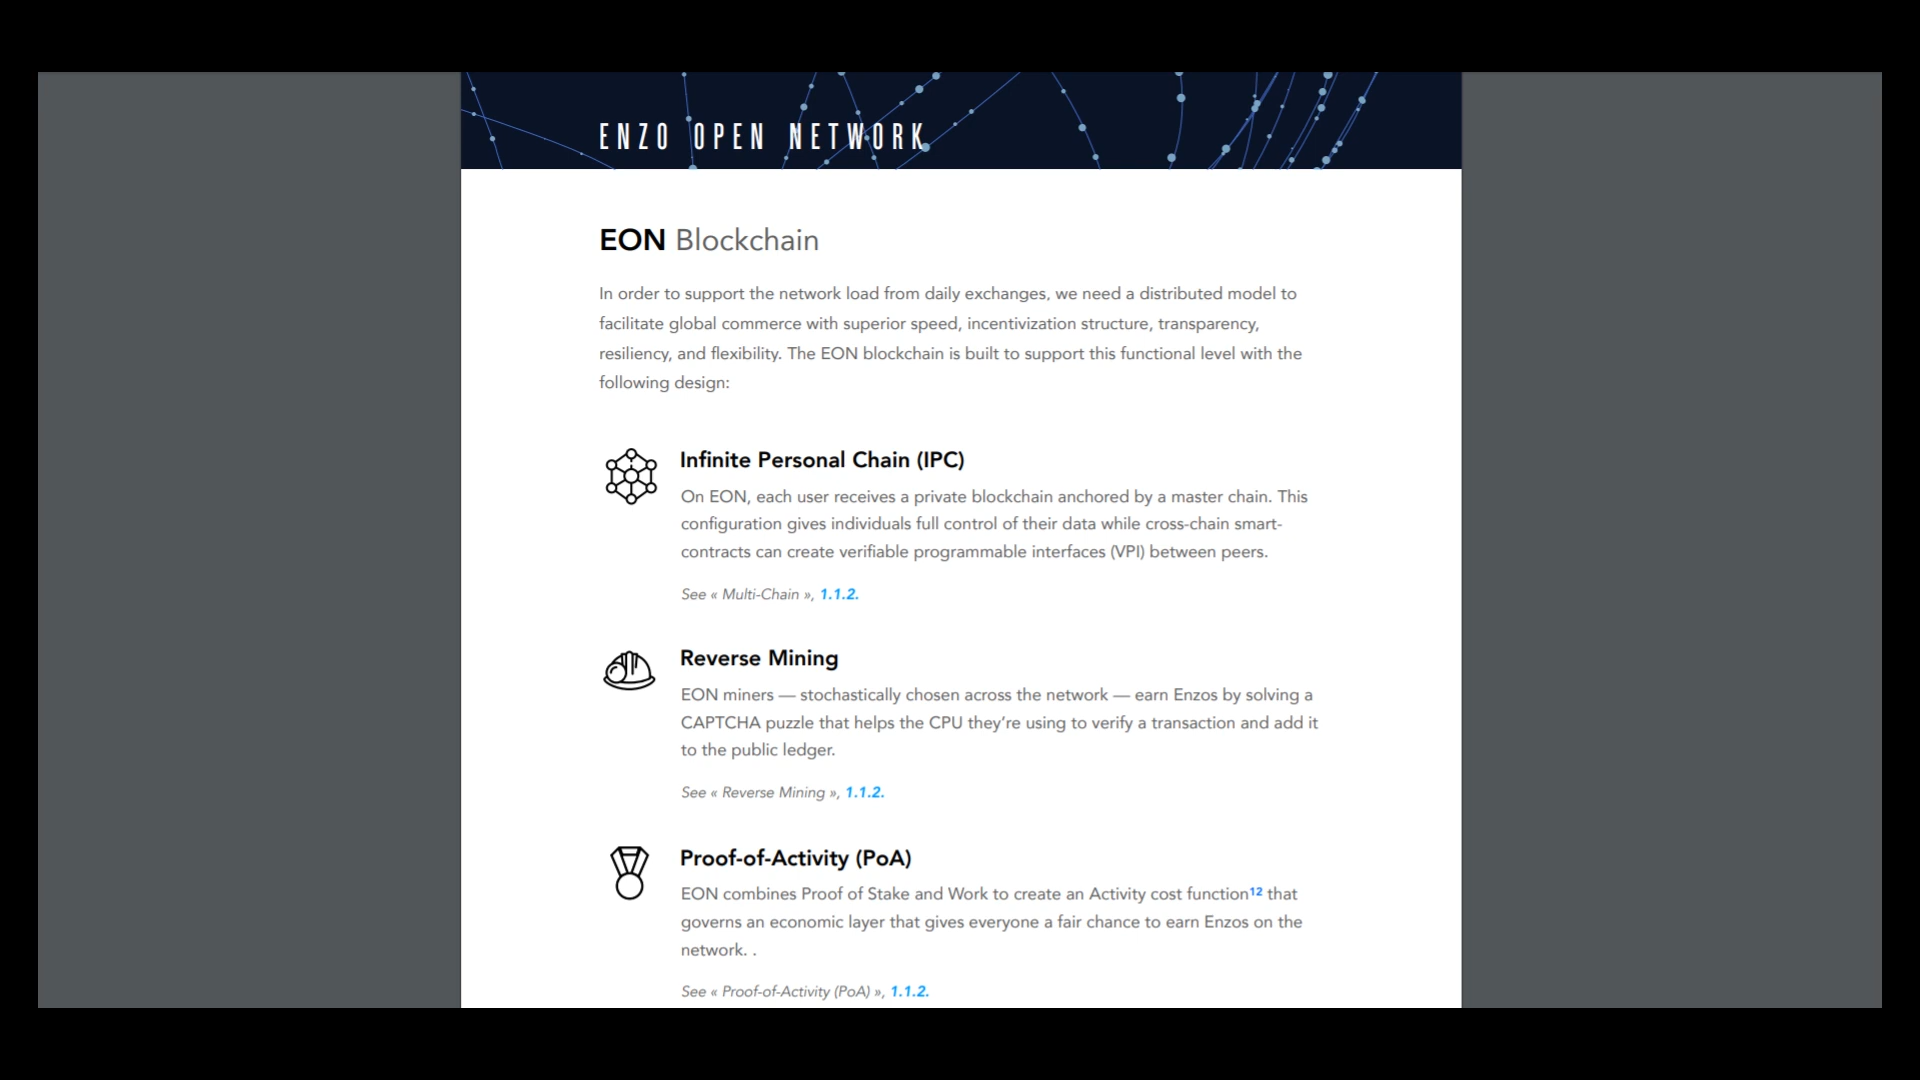 ENZO OPEN NETWORK
EON Blockchain
In order to support the network load from daily exchanges, we need a distributed model to
facilitate global commerce with superior speed, incentivization structure, transparency,
resiliency, and flexibility. The EON blockchain is built to support this functional level with the
following design:
Infinite Personal Chain (IPC)
On EON, each user receives a private blockchain anchored by a master chain. This
configuration gives individuals full control of their data while cross-chain smart-
contracts can create verifiable programmable interfaces (VPI) between peers.
See « Multi-Chain », 1.1.2.
Reverse Mining
EON miners — stochastically chosen across the network — earn Enzos by solving a
CAPTCHA puzzle that helps the CPU they’re using to verify a transaction and add it
to the public ledger.
See « Reverse Mining », 1.1.2.
Proof-of-Activity (PoA)
EON combines Proof of Stake and Work to create an Activity cost function12 that
governs an economic layer that gives everyone a fair chance to earn Enzos on the
network. .
See « Proof-of-Activity (PoA) », 1.1.2.